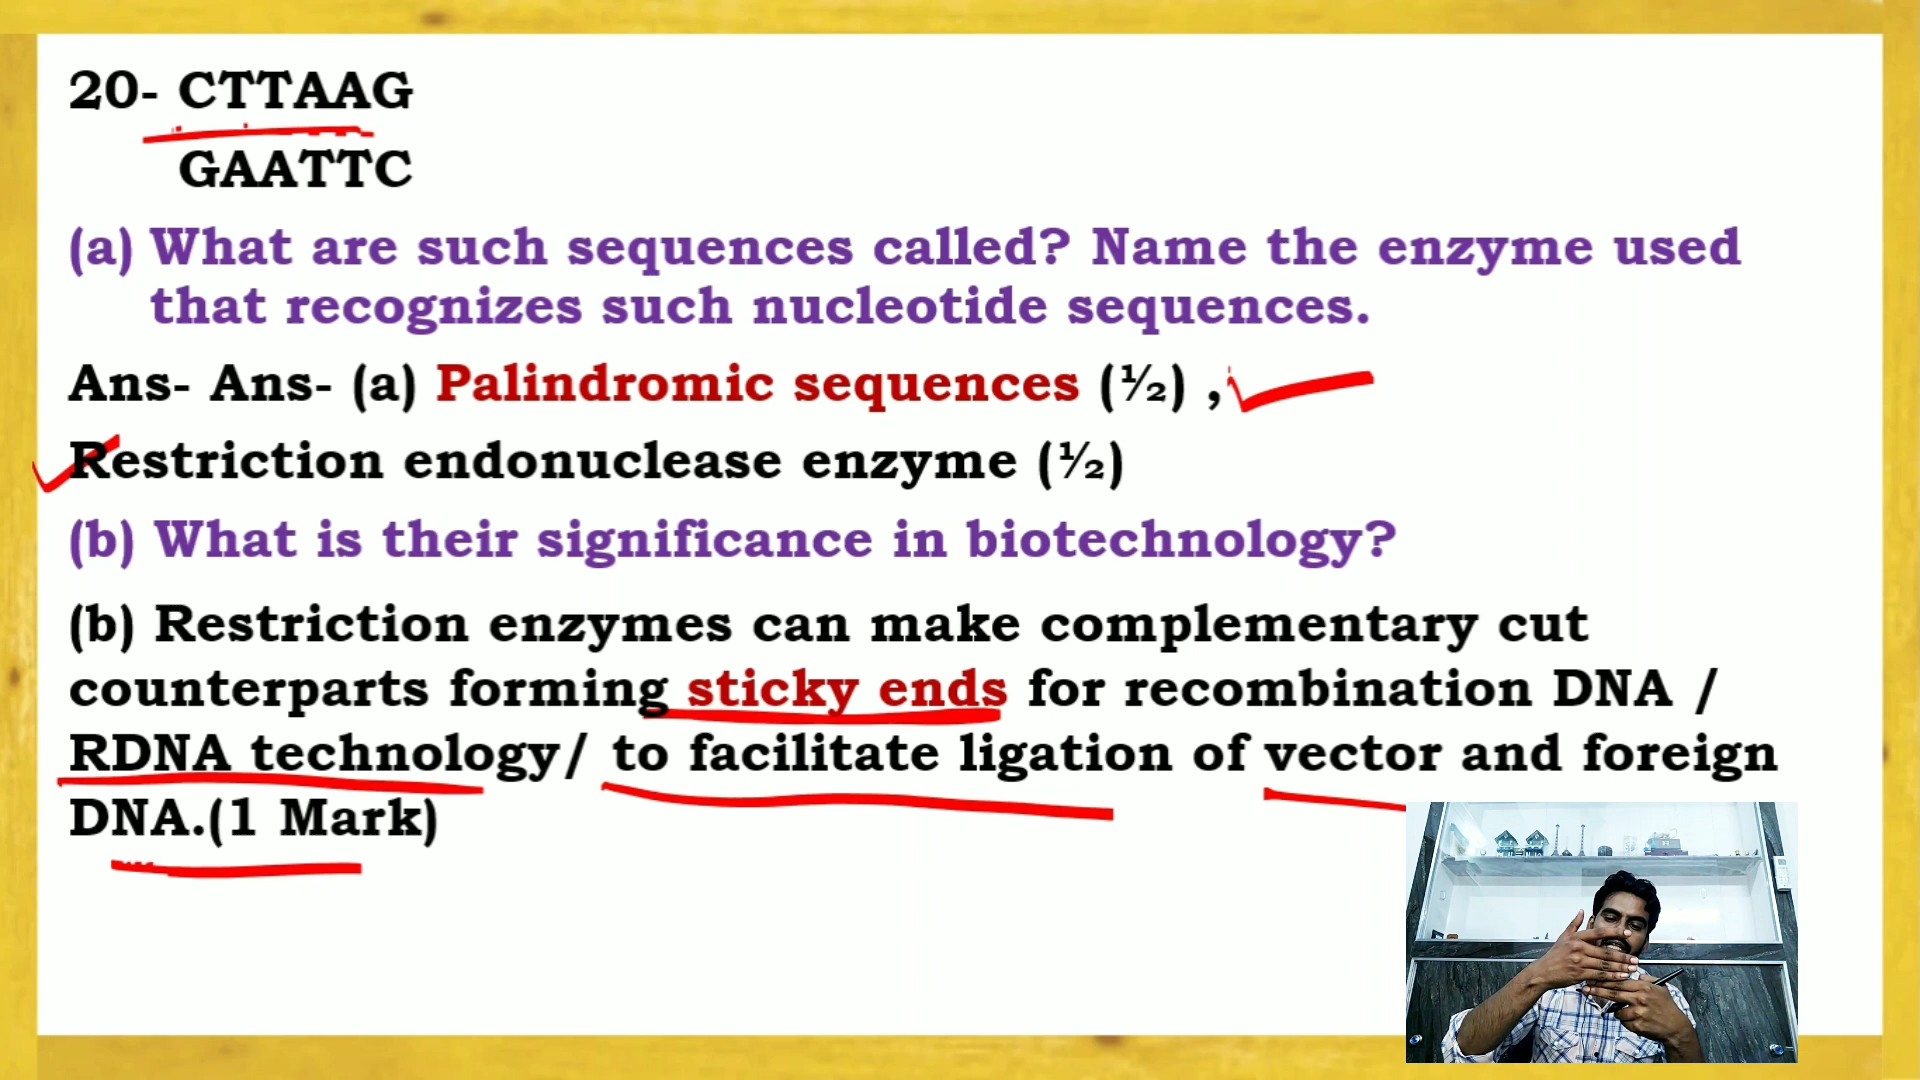 20- CTTAAG
GAATTC
(a) What are such sequences called? Name the enzyme used
that recognizes such nucleotide sequences.
Ans- Ans- (a) Palindromic sequences (½) ,
Restriction endonuclease enzyme (½)
(b) What is their significance in biotechnology?
(b) Restriction enzymes can make complementary cut
counterparts forming sticky ends for recombination DNA /
RDNA technology/ to facilitate ligation of vector and foreign
DNA.(1 Mark)